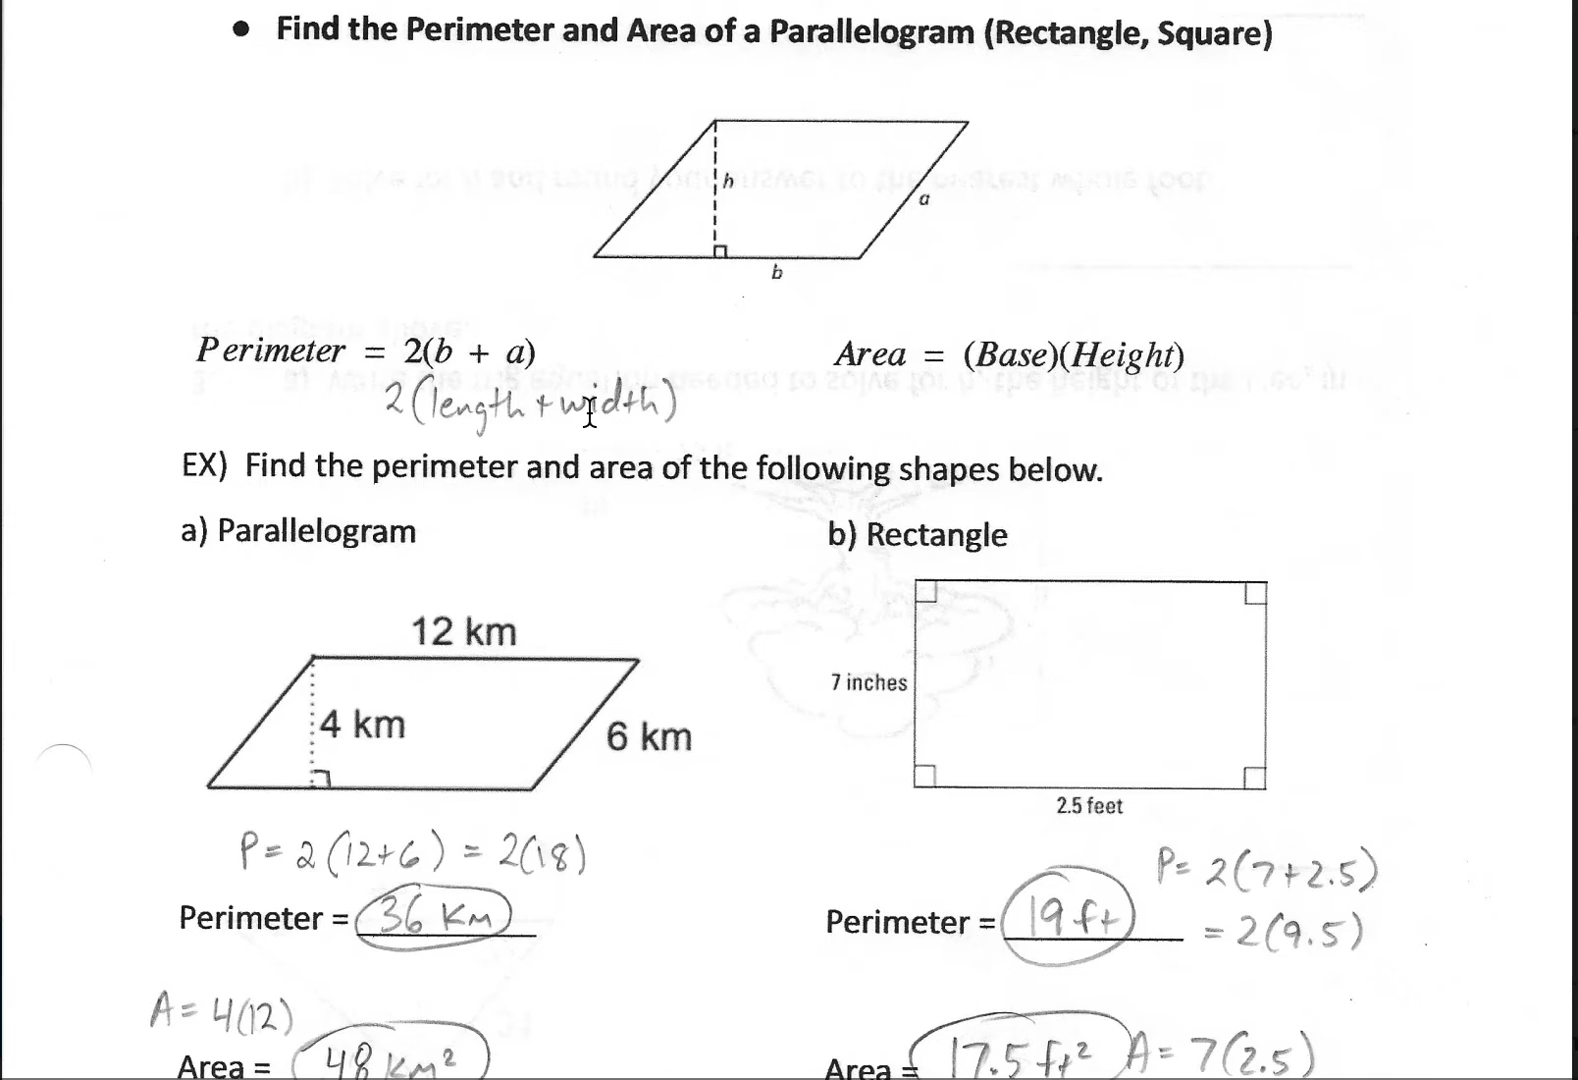 • Find the Perimeter and Area of a Parallelogram (Rectangle, Square)
h
a
b
Perimeter = 2(b + a)
2(length + width)
Area = (Base)(Height)
EX) Find the perimeter and area of the following shapes below.
a) Parallelogram
12 km
4 km
6 km
P = 2(12+6) = 2(18)
Perimeter = 36 Km
A = 4(12)
Area = 48 Km²
b) Rectangle
7 inches
2.5 feet
P = 2(7+2.5)
Perimeter = 19 ft
= 2(9.5)
Area = 17.5 ft²
A = 7(2.5)